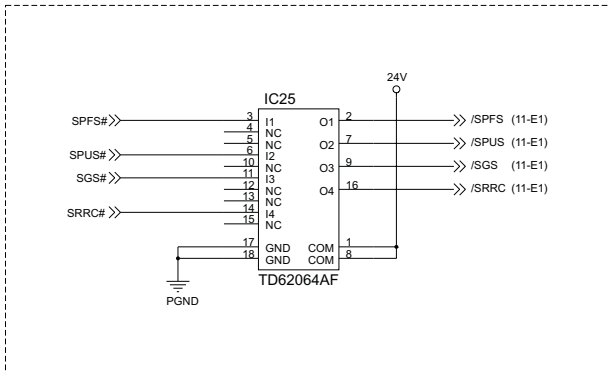 24V
IC25
SPFS# 3 I1 O1 2 /SPFS (11-E1)
4 NC
5 NC O2 7 /SPUS (11-E1)
SPUS# 6 I2
10 NC O3 9 /SGS (11-E1)
SGS# 11 I3
12 NC O4 16 /SRRC (11-E1)
13 NC
SRRC# 14 I4
15 NC
17 GND COM 1
18 GND COM 8
TD62064AF
PGND